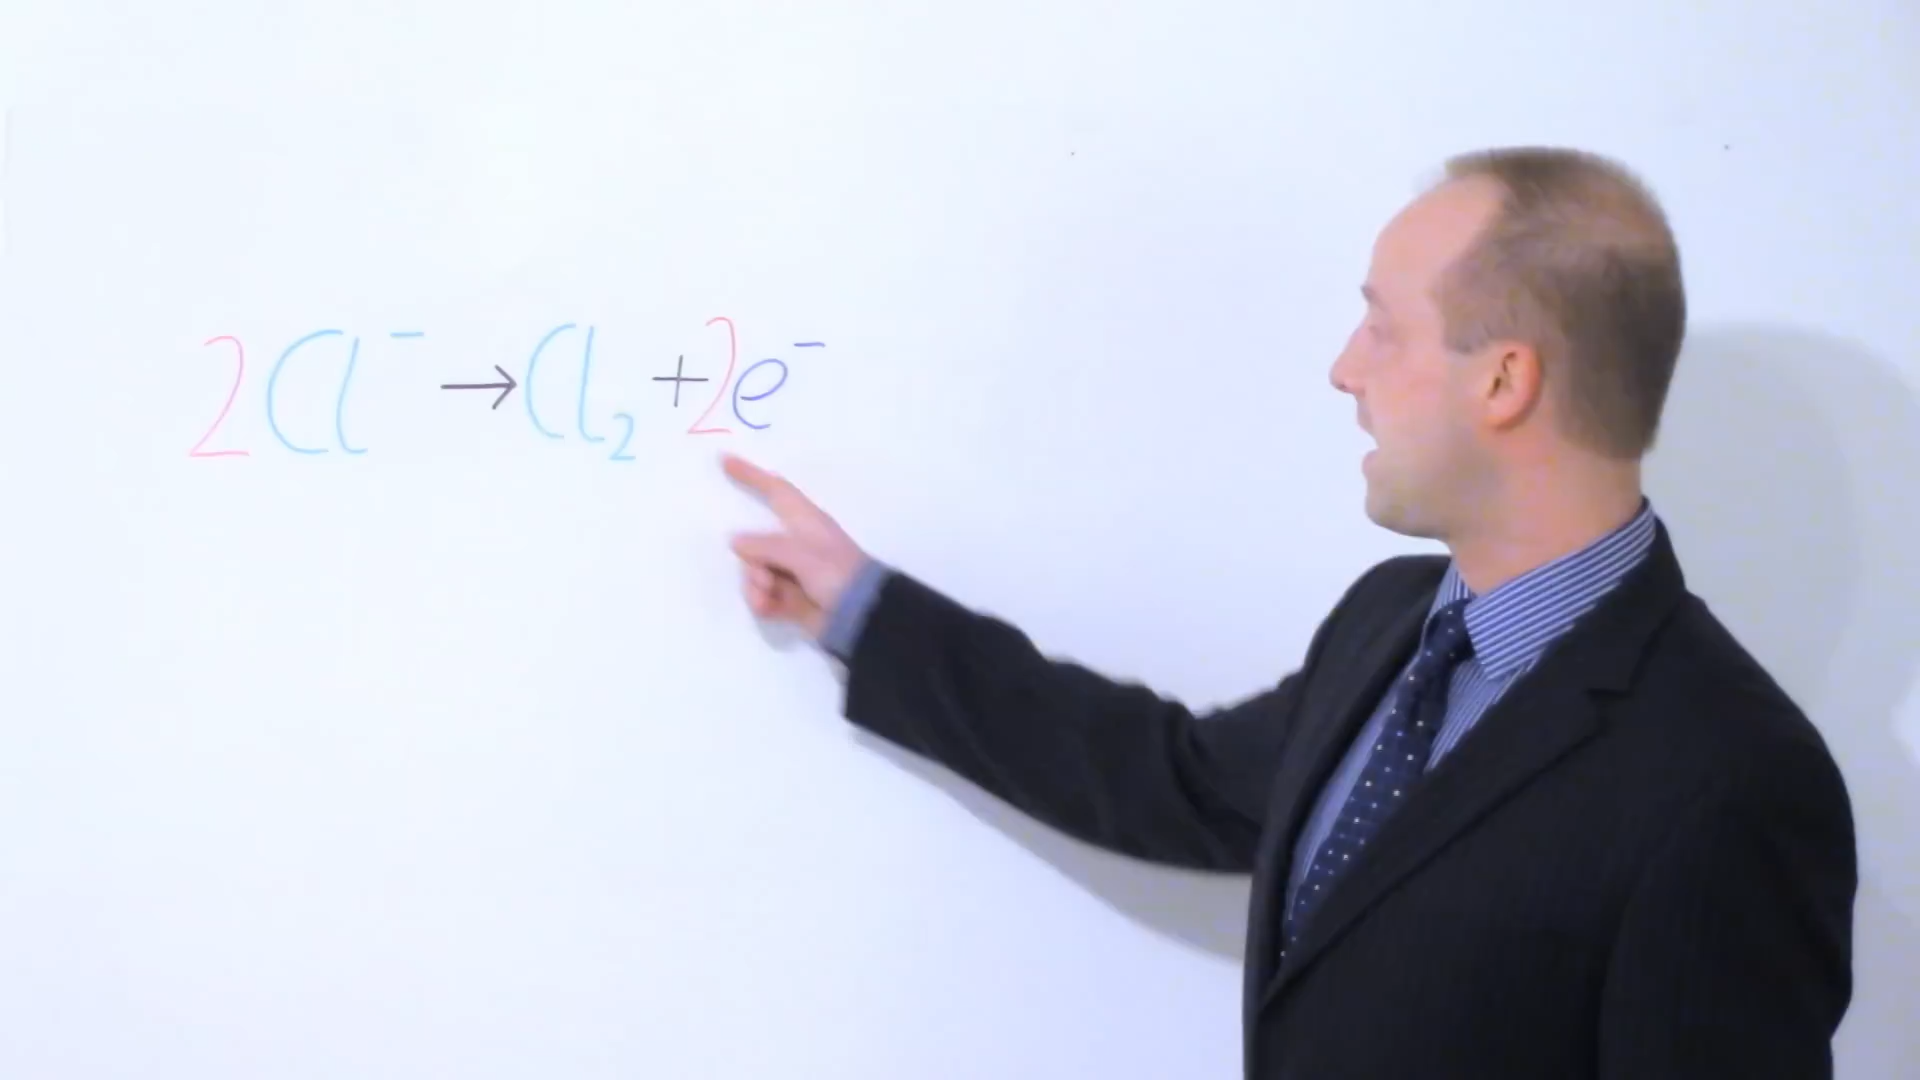 2Cl⁻ → Cl₂ + 2e⁻